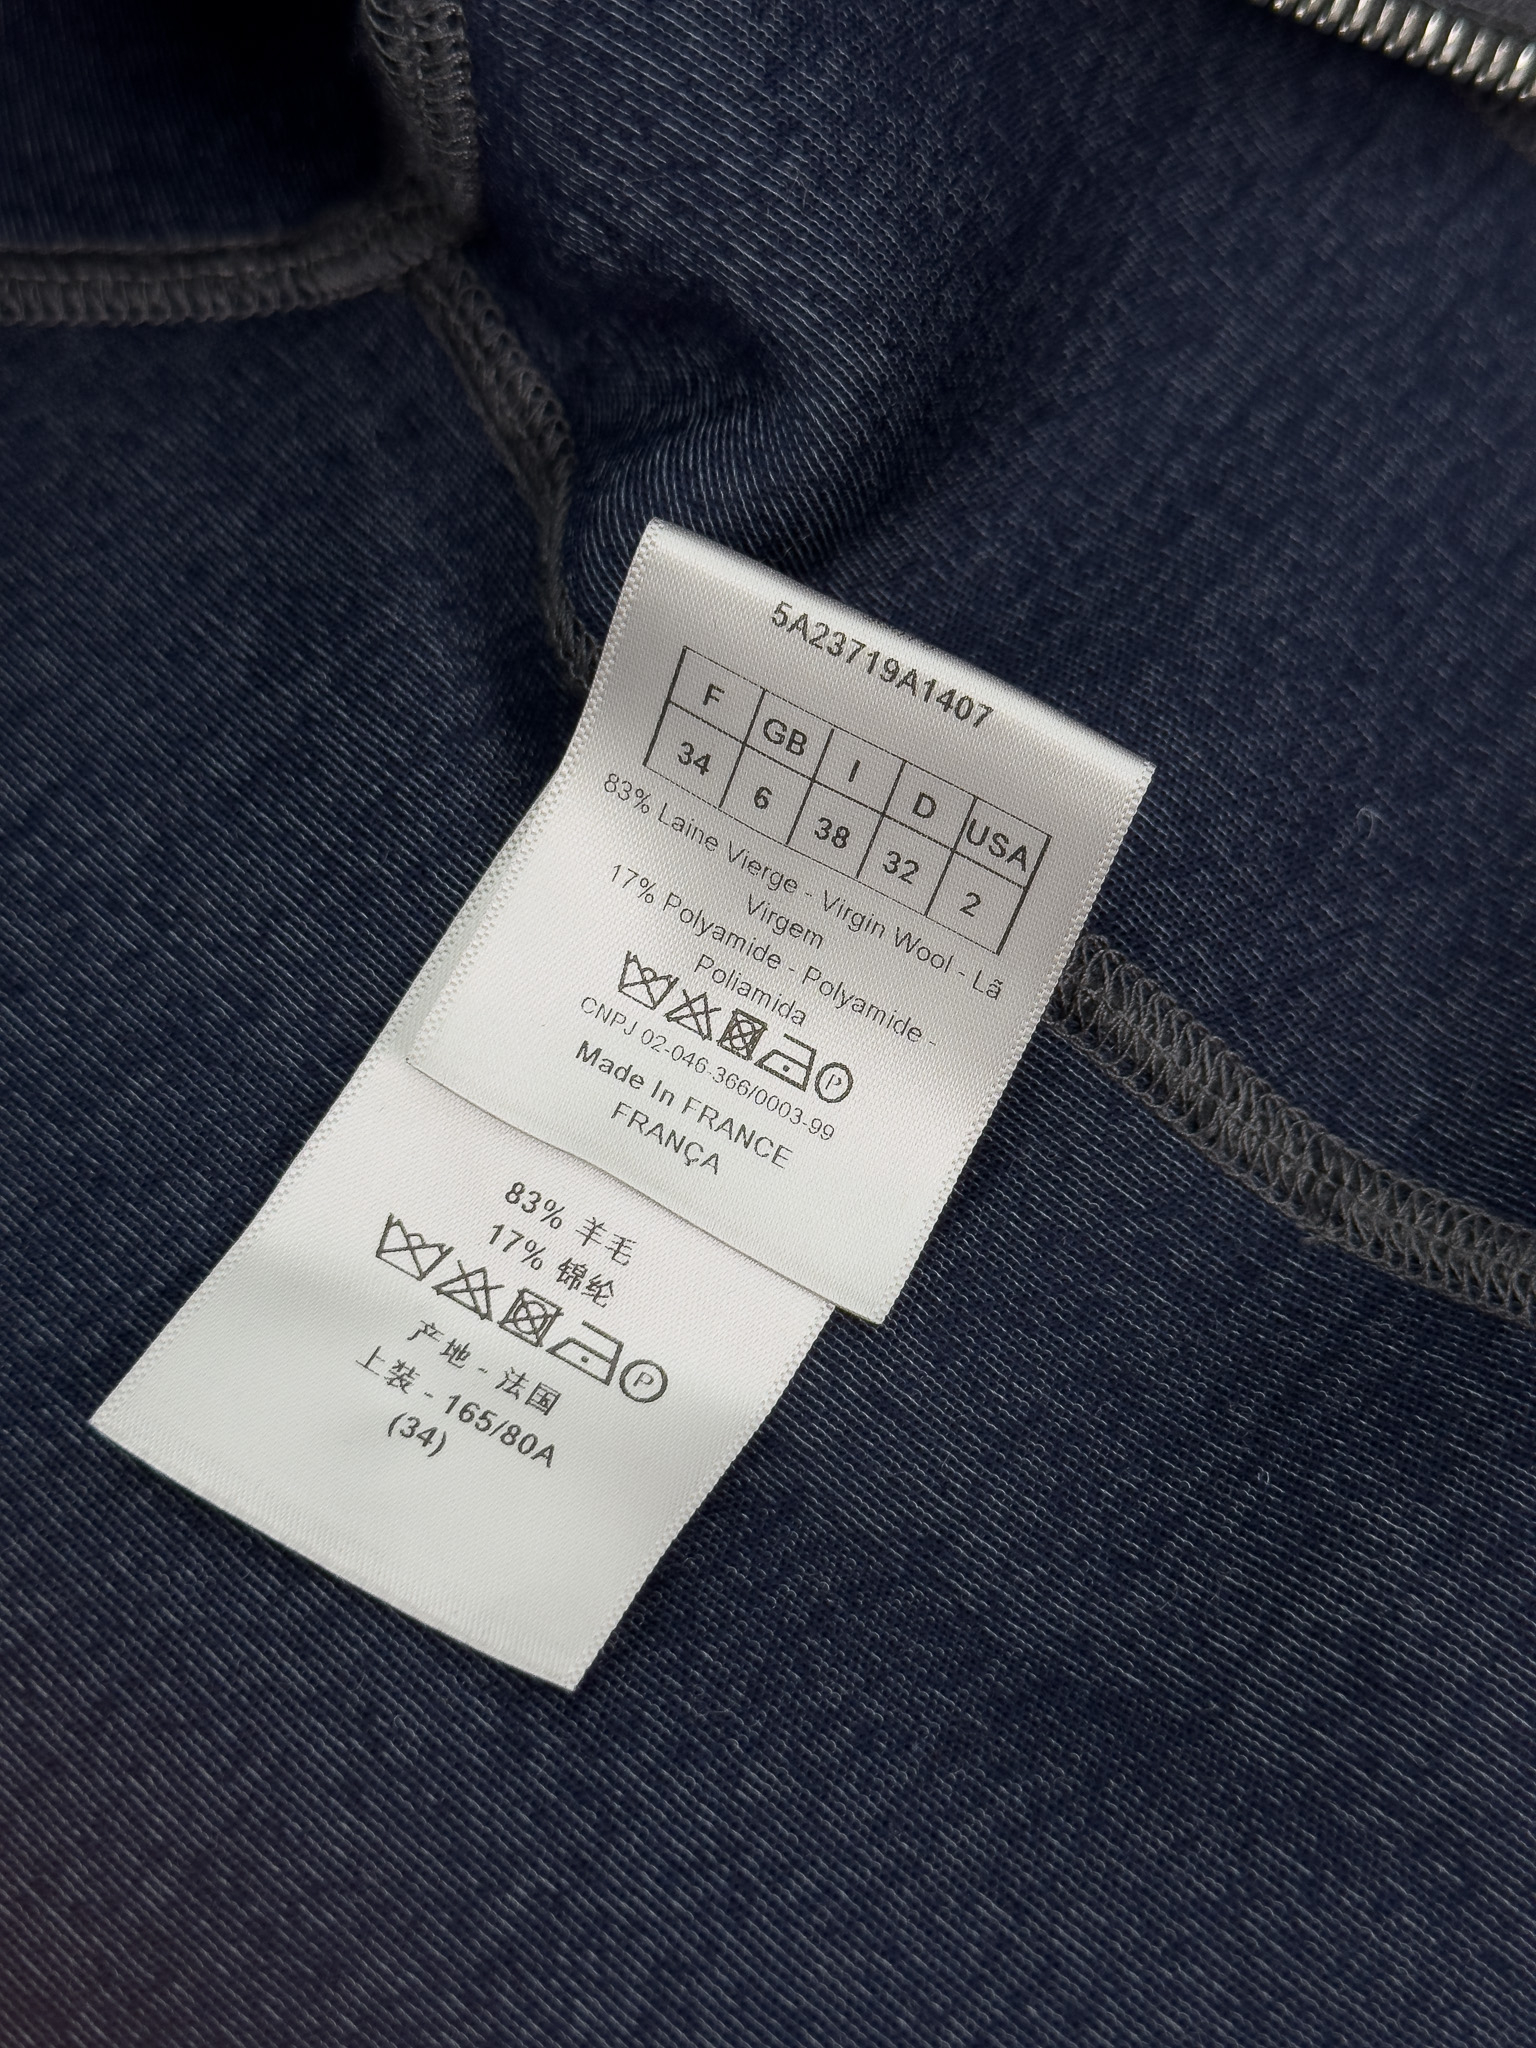 5A23719A1407
F GB I D USA
34 6 38 32 2
83% Laine Vierge - Virgin Wool - Lã
Virgem
17% Polyamide - Polyamide -
Poliamida
P
CNPJ 02-046-366/0003-99
Made In FRANCE
FRANÇA
83% 羊毛
17% 锦纶
P
产地 - 法国
上装 - 165/80A
(34)